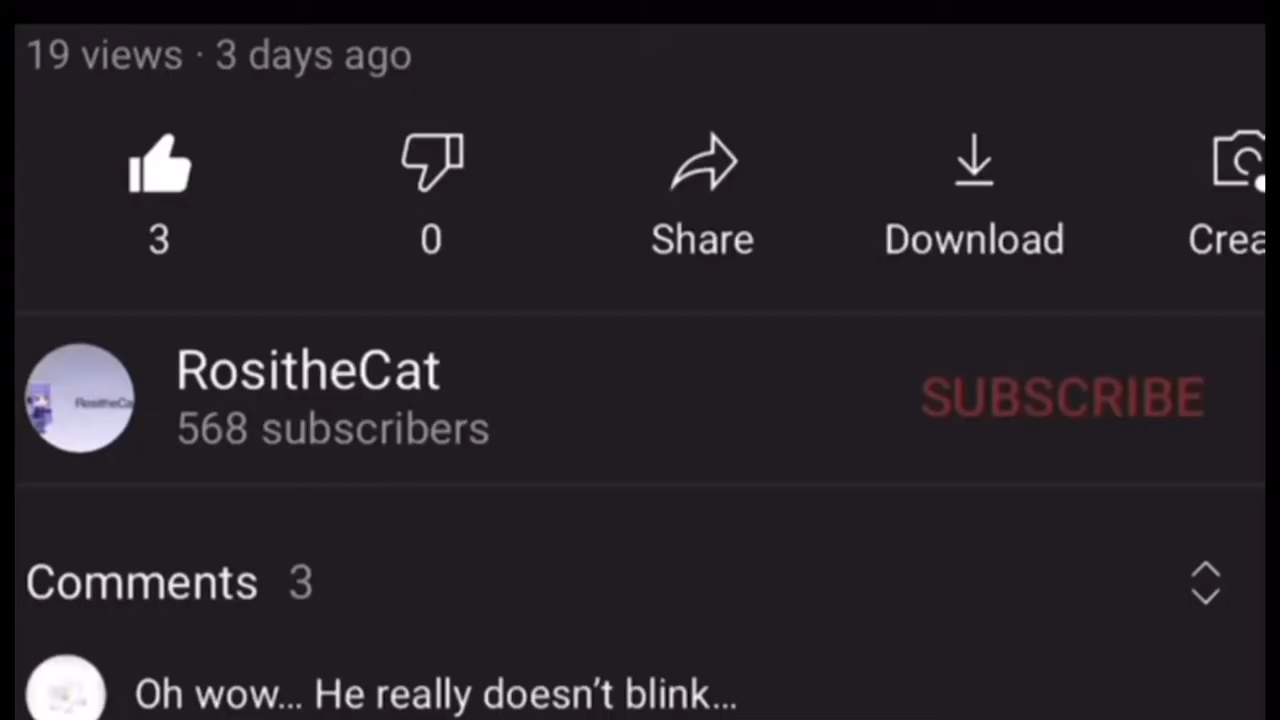 19 views · 3 days ago
3
0
Share
Download
Crea
RositheCat
568 subscribers
SUBSCRIBE
Comments 3
Oh wow... He really doesn't blink...